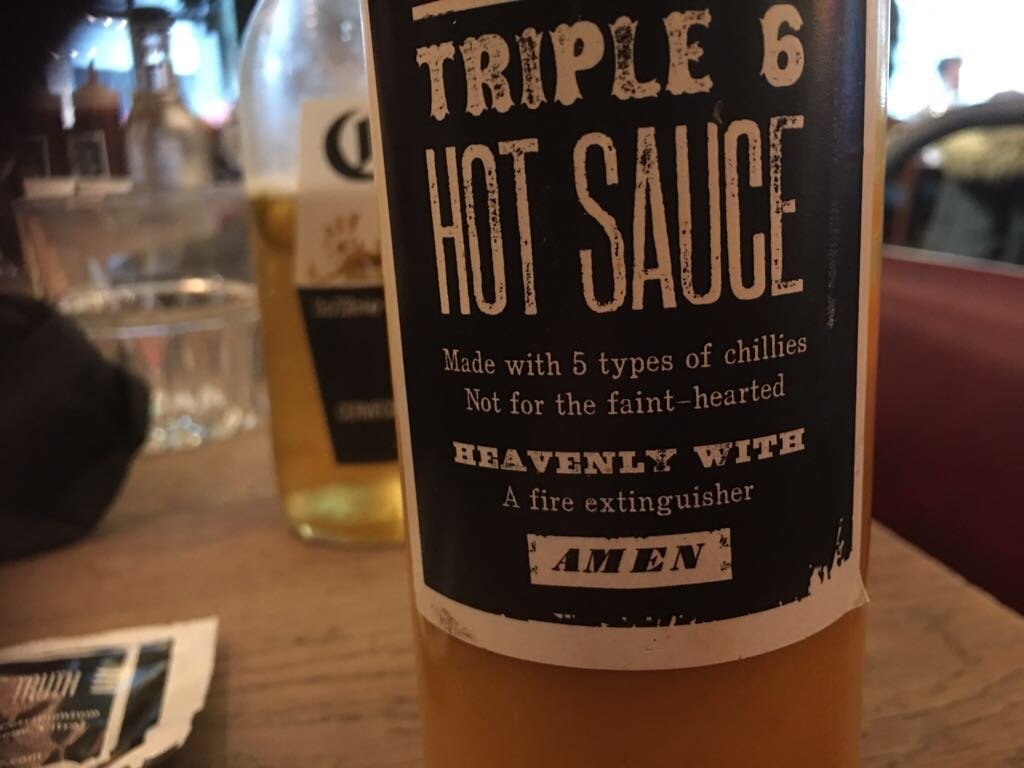 TRIPLE 6
HOT SAUCE
Made with 5 types of chillies
Not for the faint-hearted
HEAVENLY WITH
A fire extinguisher
AMEN
TRUTH